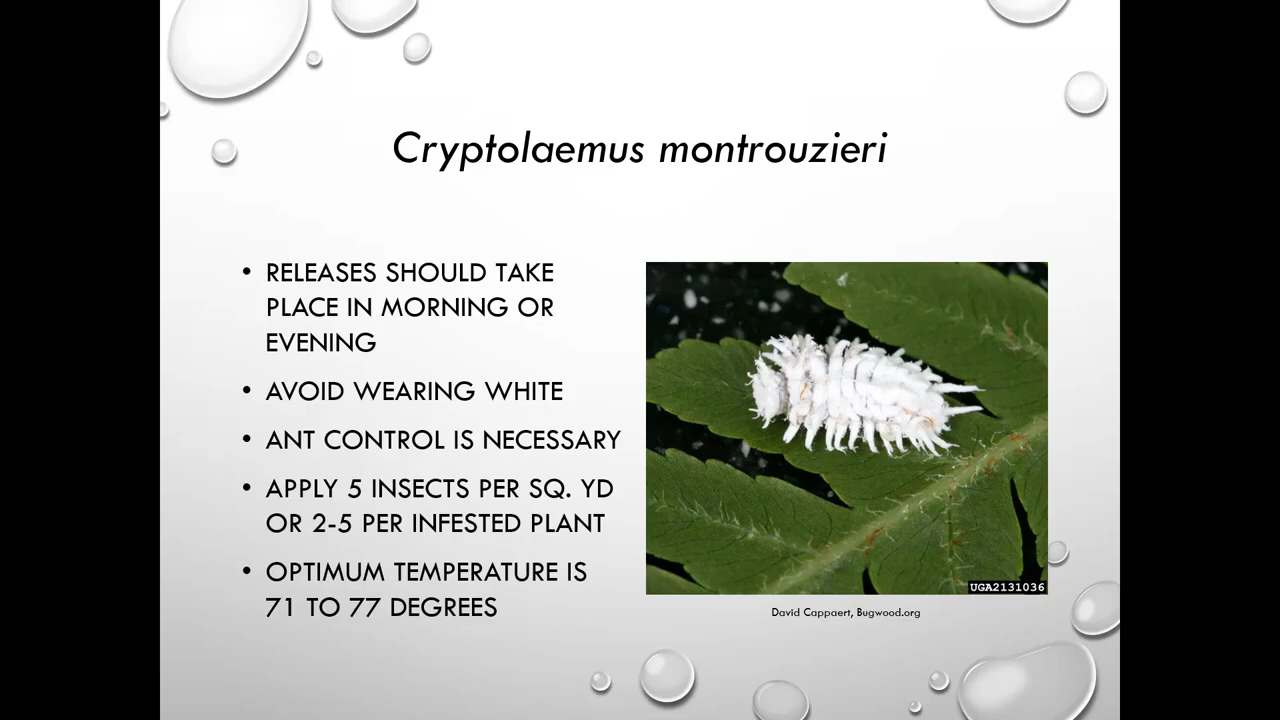 Cryptolaemus montrouzieri
• RELEASES SHOULD TAKE
PLACE IN MORNING OR
EVENING
• AVOID WEARING WHITE
• ANT CONTROL IS NECESSARY
• APPLY 5 INSECTS PER SQ. YD
OR 2-5 PER INFESTED PLANT
• OPTIMUM TEMPERATURE IS
71 TO 77 DEGREES
UGA2131036
David Cappaert, Bugwood.org